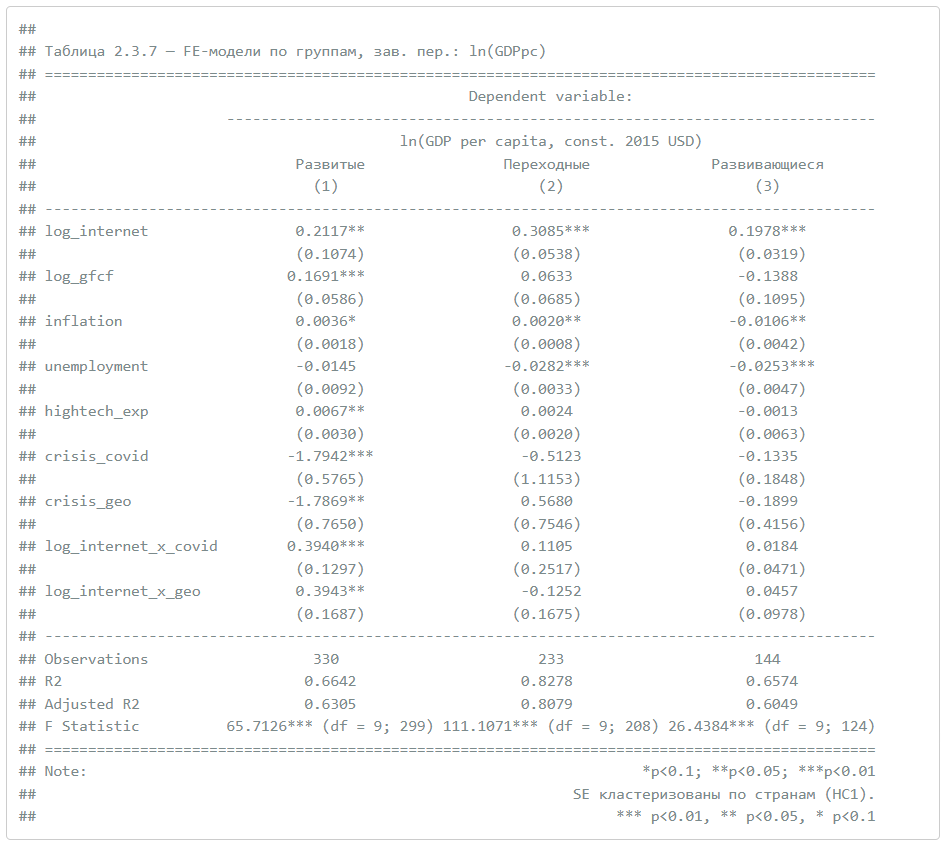 ##
## Таблица 2.3.7 — FE-модели по группам, зав. пер.: ln(GDPpc)
## ================================================================================================
##                                                 Dependent variable:
##                      ---------------------------------------------------------------------------
##                                         ln(GDP per capita, const. 2015 USD)
##                              Развитые                Переходные              Развивающиеся
##                                (1)                       (2)                      (3)
## ------------------------------------------------------------------------------------------------
## log_internet                 0.2117**                 0.3085***                0.1978***
##                              (0.1074)                 (0.0538)                 (0.0319)
## log_gfcf                    0.1691***                  0.0633                   -0.1388
##                              (0.0586)                 (0.0685)                 (0.1095)
## inflation                    0.0036*                  0.0020**                 -0.0106**
##                              (0.0018)                 (0.0008)                 (0.0042)
## unemployment                 -0.0145                 -0.0282***               -0.0253***
##                              (0.0092)                 (0.0033)                 (0.0047)
## hightech_exp                 0.0067**                  0.0024                   -0.0013
##                              (0.0030)                 (0.0020)                 (0.0063)
## crisis_covid                -1.7942***                 -0.5123                  -0.1335
##                              (0.5765)                 (1.1153)                 (0.1848)
## crisis_geo                  -1.7869**                  0.5680                   -0.1899
##                              (0.7650)                 (0.7546)                 (0.4156)
## log_internet_x_covid        0.3940***                  0.1105                   0.0184
##                              (0.1297)                 (0.2517)                 (0.0471)
## log_internet_x_geo           0.3943**                  -0.1252                  0.0457
##                              (0.1687)                 (0.1675)                 (0.0978)
## ------------------------------------------------------------------------------------------------
## Observations                   330                       233                      144
## R2                            0.6642                   0.8278                   0.6574
## Adjusted R2                   0.6305                   0.8079                   0.6049
## F Statistic          65.7126*** (df = 9; 299) 111.1071*** (df = 9; 208) 26.4384*** (df = 9; 124)
## ================================================================================================
## Note:                                                                *p<0.1; **p<0.05; ***p<0.01
##                                                              SE кластеризованы по странам (HC1).
##                                                                   *** p<0.01, ** p<0.05, * p<0.1